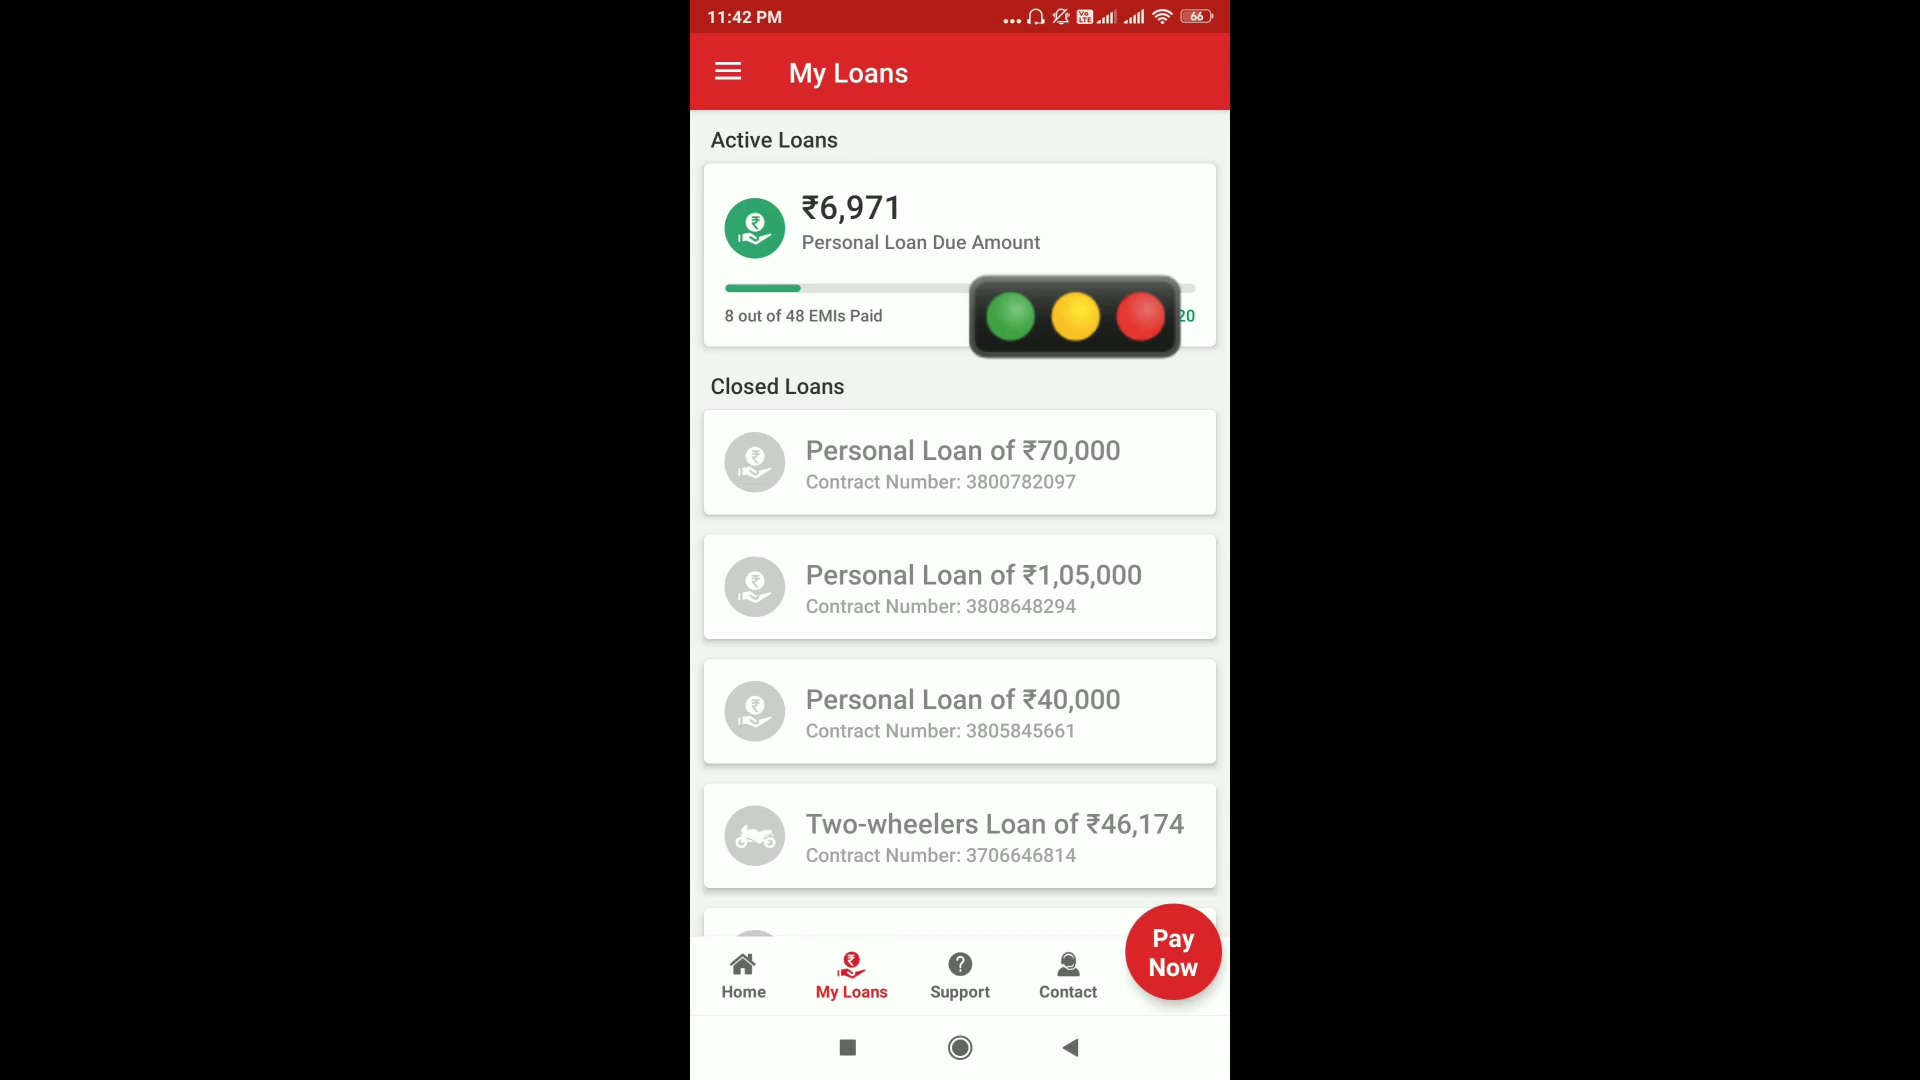 11:42 PM
Vo LTE
66
My Loans
Active Loans
₹6,971
Personal Loan Due Amount
8 out of 48 EMIs Paid
20
Closed Loans
Personal Loan of ₹70,000
Contract Number: 3800782097
Personal Loan of ₹1,05,000
Contract Number: 3808648294
Personal Loan of ₹40,000
Contract Number: 3805845661
Two-wheelers Loan of ₹46,174
Contract Number: 3706646814
Pay
Now
Home
My Loans
Support
Contact